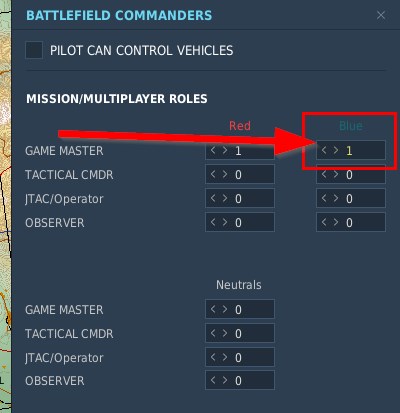 BATTLEFIELD COMMANDERS
PILOT CAN CONTROL VEHICLES
MISSION/MULTIPLAYER ROLES
Red Blue
GAME MASTER < > 1 < > 1
TACTICAL CMDR < > 0 < > 0
JTAC/Operator < > 0 < > 0
OBSERVER < > 0 < > 0
Neutrals
GAME MASTER < > 0
TACTICAL CMDR < > 0
JTAC/Operator < > 0
OBSERVER < > 0